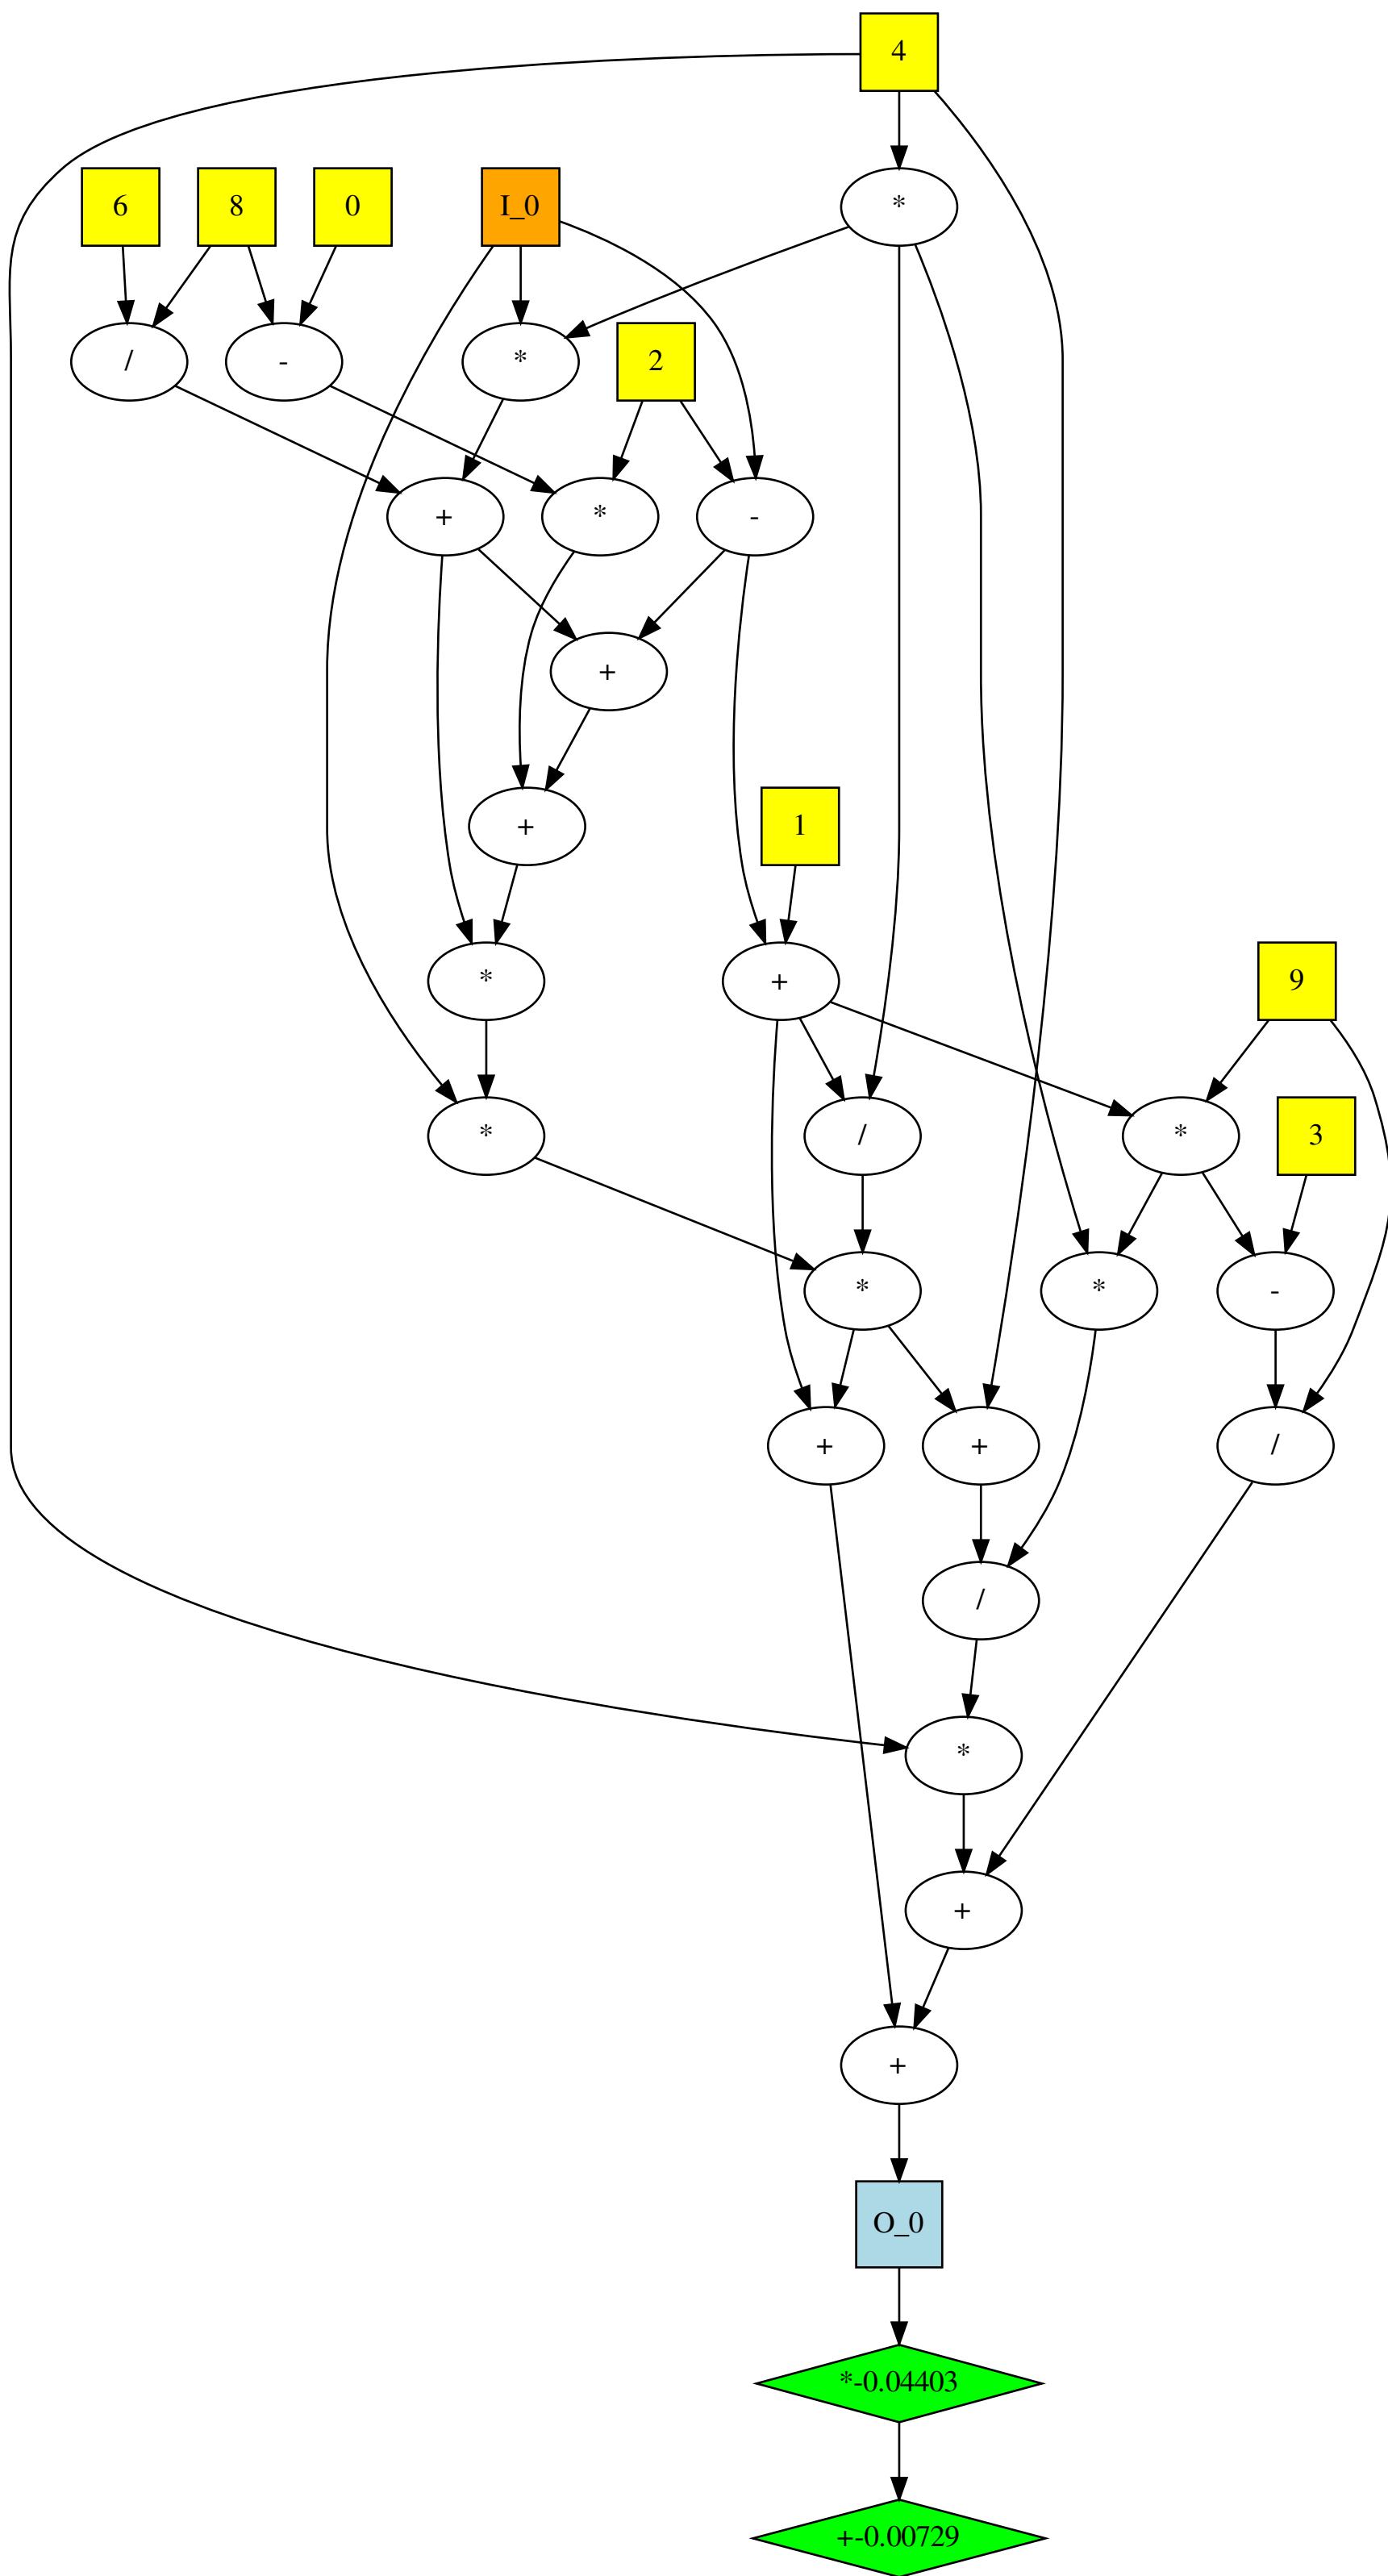 4
6 8 0 I_0 *
/ - * 2
+ * -
+
+ 1
* + 9
* / * 3
* * -
+ + /
/
*
+
+
O_0
*-0.04403
+-0.00729